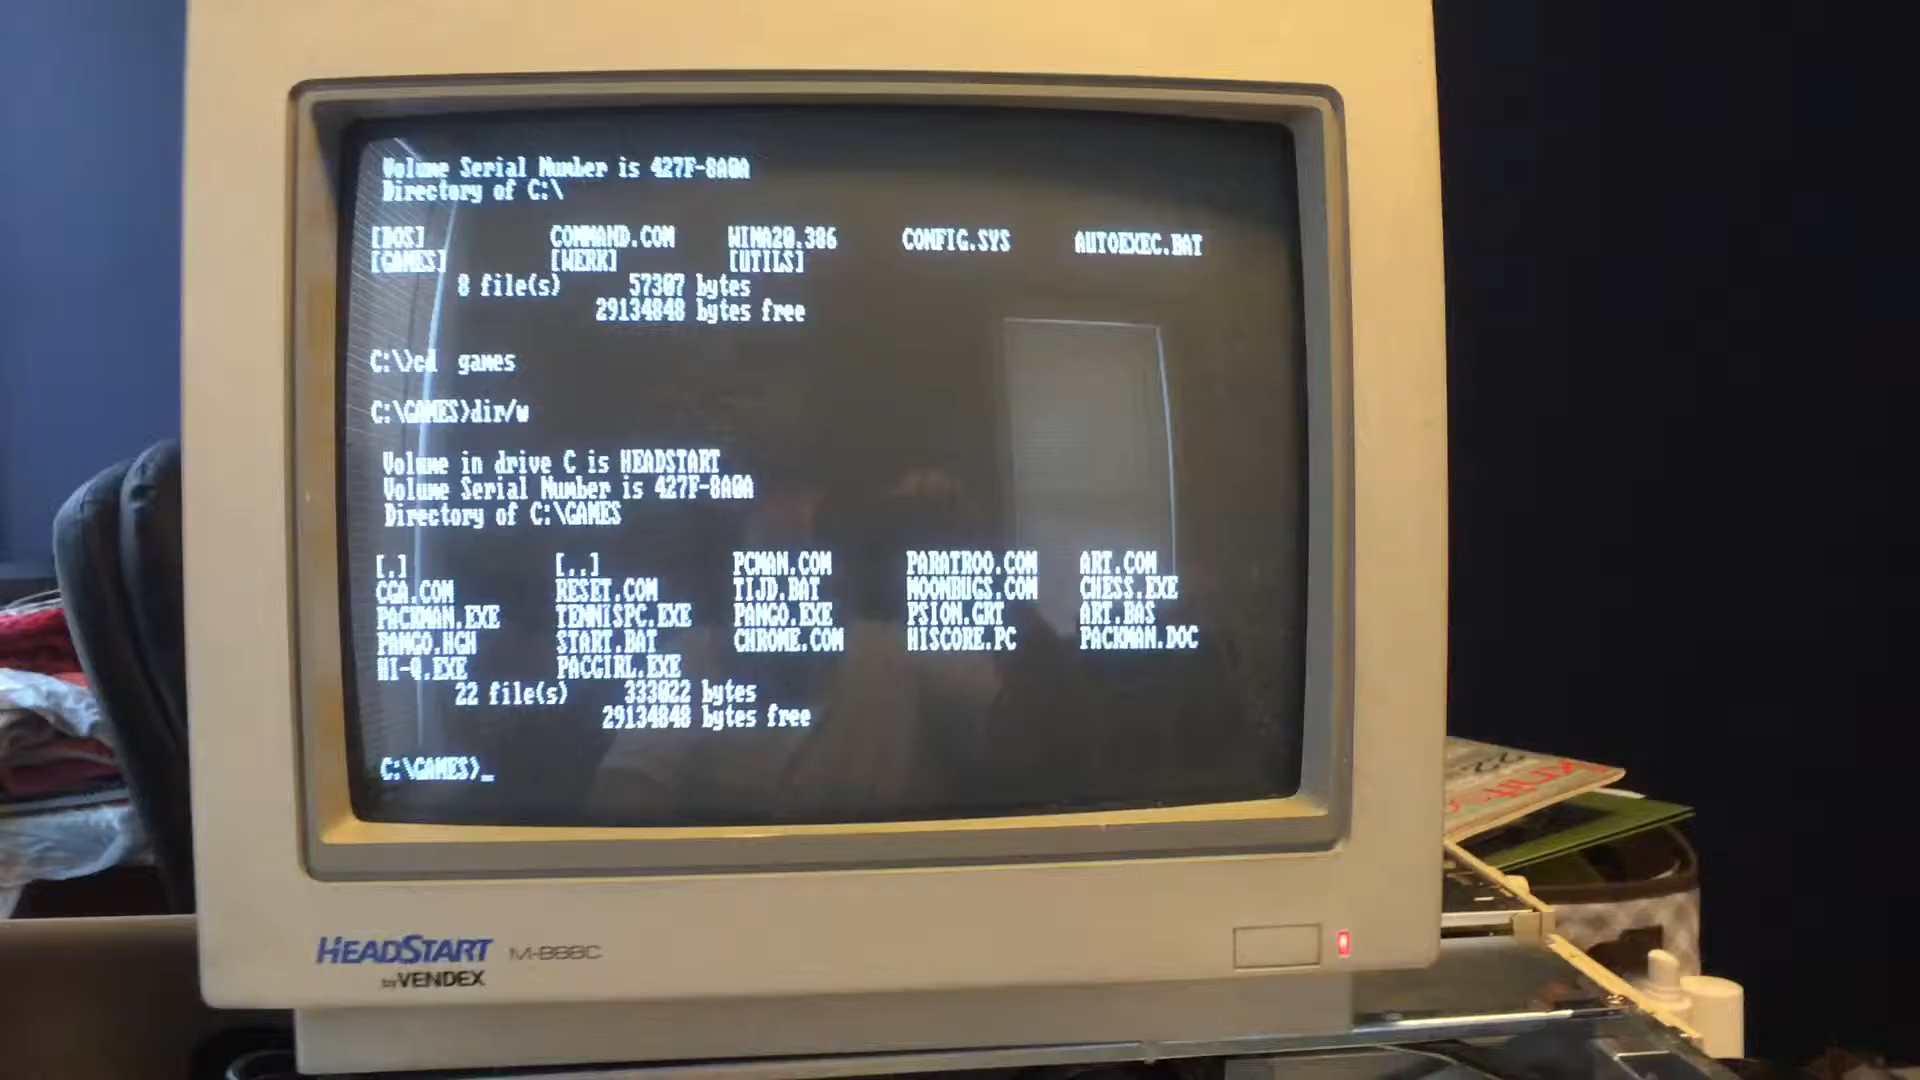 Volume Serial Number is 427F-8A0A
Directory of C:\
[DOS] COMMAND.COM WINA20.386 CONFIG.SYS AUTOEXEC.BAT
[GAMES] [WERK] [UTILS]
8 file(s) 57307 bytes
29134848 bytes free
C:\>cd games
C:\GAMES>dir/w
Volume in drive C is HEADSTART
Volume Serial Number is 427F-8A0A
Directory of C:\GAMES
[.] [..] PCMAN.COM PARATROO.COM ART.COM
CGA.COM RESET.COM TIJD.BAT MOONBUGS.COM CHESS.EXE
PACKMAN.EXE TENNISPC.EXE PANGO.EXE PSION.GRT ART.BAS
PANGO.HGH START.BAT CHROME.COM HISCORE.PC PACKMAN.DOC
HI-Q.EXE PACGIRL.EXE
22 file(s) 333022 bytes
29134848 bytes free
C:\GAMES>_
HEADSTART M-888C
by VENDEX